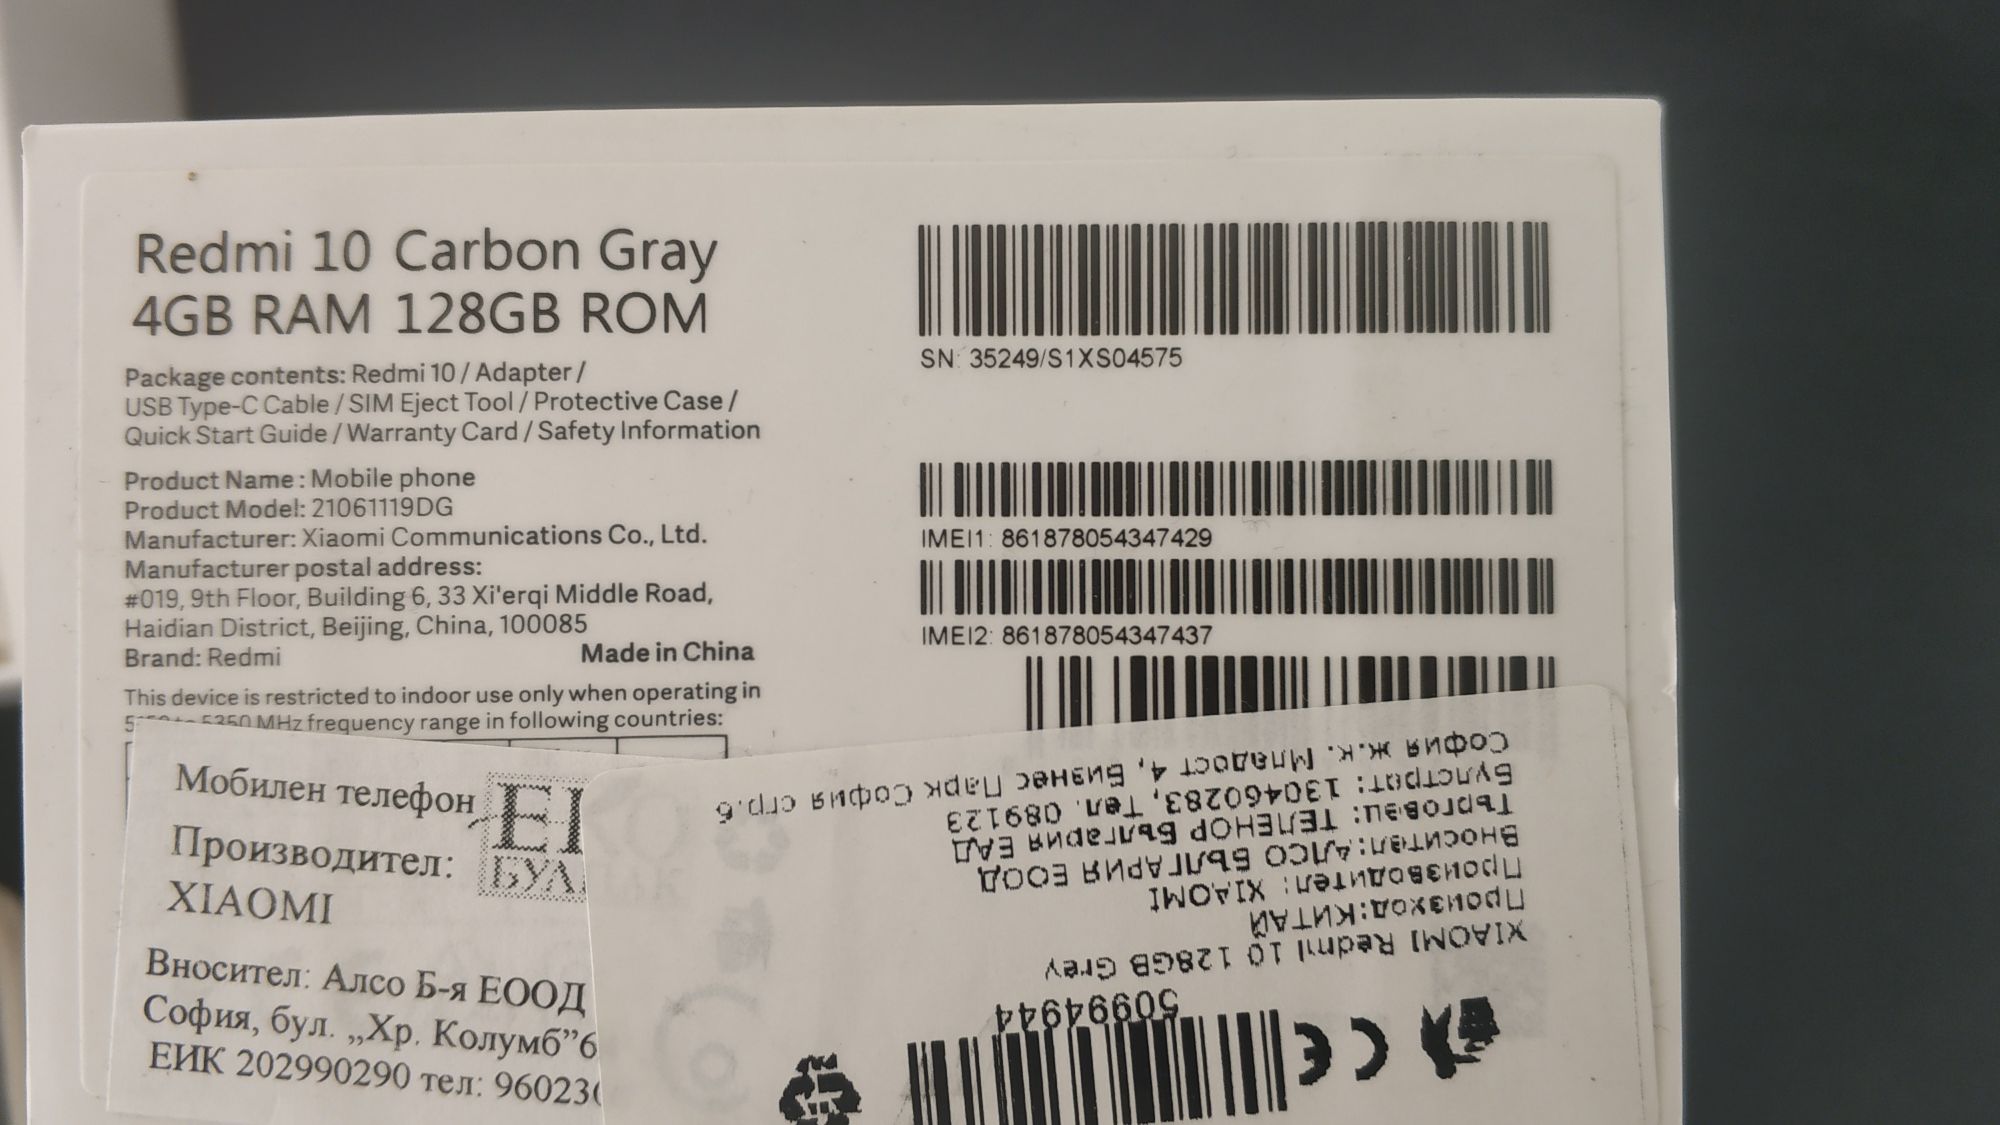 Redmi 10 Carbon Gray
4GB RAM 128GB ROM
Package contents: Redmi 10 / Adapter /
USB Type-C Cable / SIM Eject Tool / Protective Case /
Quick Start Guide / Warranty Card / Safety Information
Product Name : Mobile phone
Product Model: 21061119DG
Manufacturer: Xiaomi Communications Co., Ltd.
Manufacturer postal address:
#019, 9th Floor, Building 6, 33 Xi'erqi Middle Road,
Haidian District, Beijing, China, 100085
Brand: Redmi
Made in China
This device is restricted to indoor use only when operating in
5350 MHz frequency range in following countries:
SN: 35249/S1XS04575
IMEI1: 861878054347429
IMEI2: 861878054347437
Мобилен телефон
Производител:
XIAOMI
Вносител: Алсо Б-я ЕООД
София, бул. „Хр. Колумб”6
ЕИК 202990290 тел: 96023
50994944
XIAOMI Redmi 10 128GB Grey
Произход:КИТАЙ
Производител: XIAOMI
Вносител:АЛСО БЪЛГАРИЯ ЕООД
Търговец: ТЕЛЕНОР България ЕАД
Булстрат: 130460283, Тел. 089123
София ж.к. Младост 4, Бизнес Парк София стр.6
CE